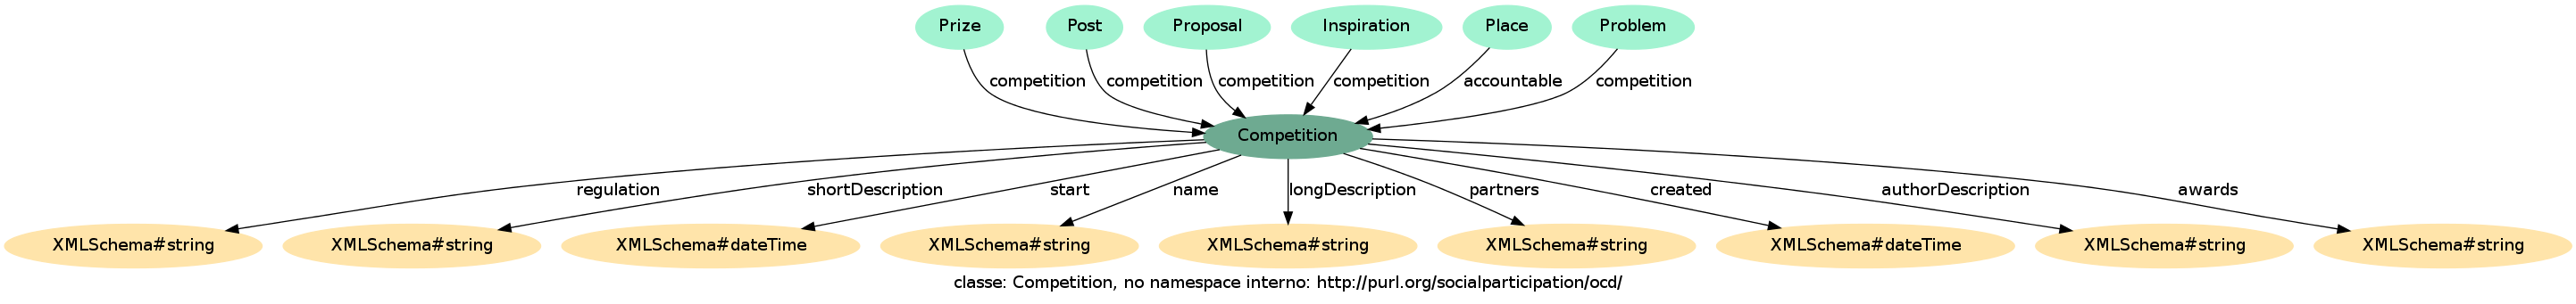 Prize Post Proposal Inspiration Place Problem
competition competition competition competition accountable competition
Competition
regulation shortDescription start name longDescription partners created authorDescription awards
XMLSchema#string XMLSchema#string XMLSchema#dateTime XMLSchema#string XMLSchema#string XMLSchema#string XMLSchema#dateTime XMLSchema#string XMLSchema#string
classe: Competition, no namespace interno: http://purl.org/socialparticipation/ocd/